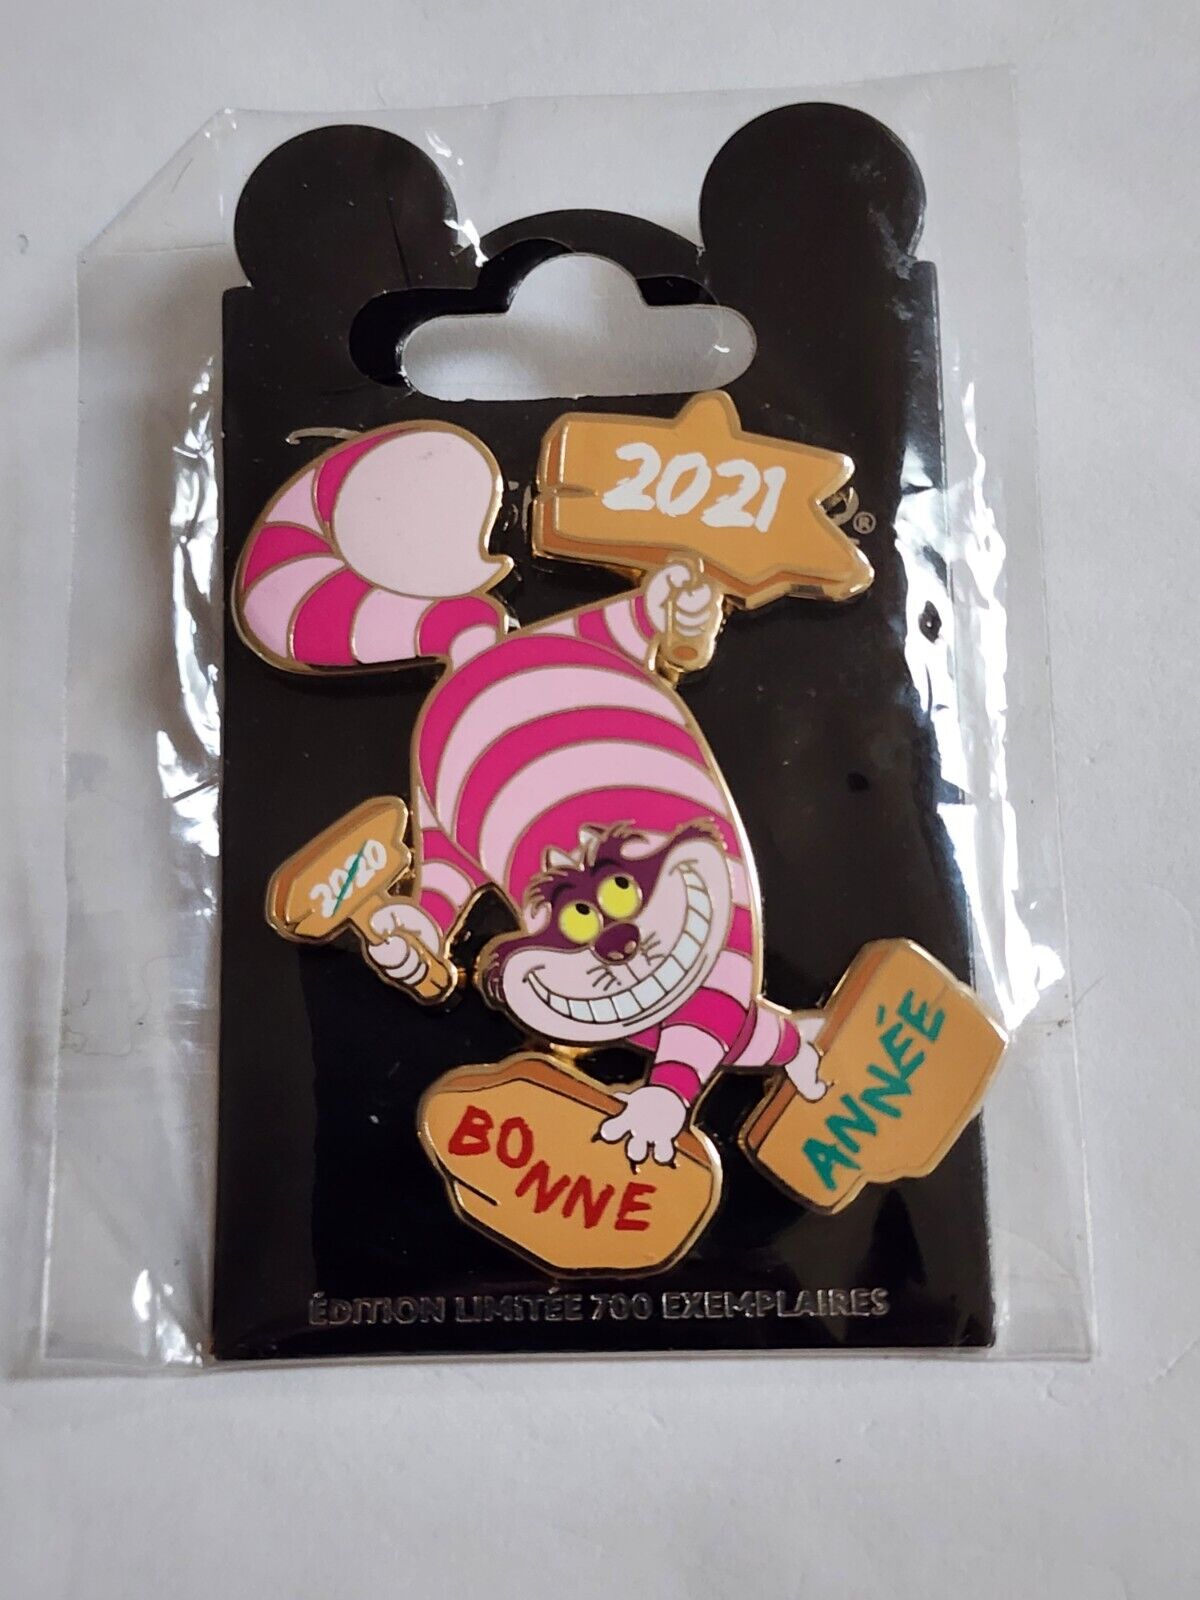 2021
2020
BONNE
ANNÉE
ÉDITION LIMITÉE 700 EXEMPLAIRES